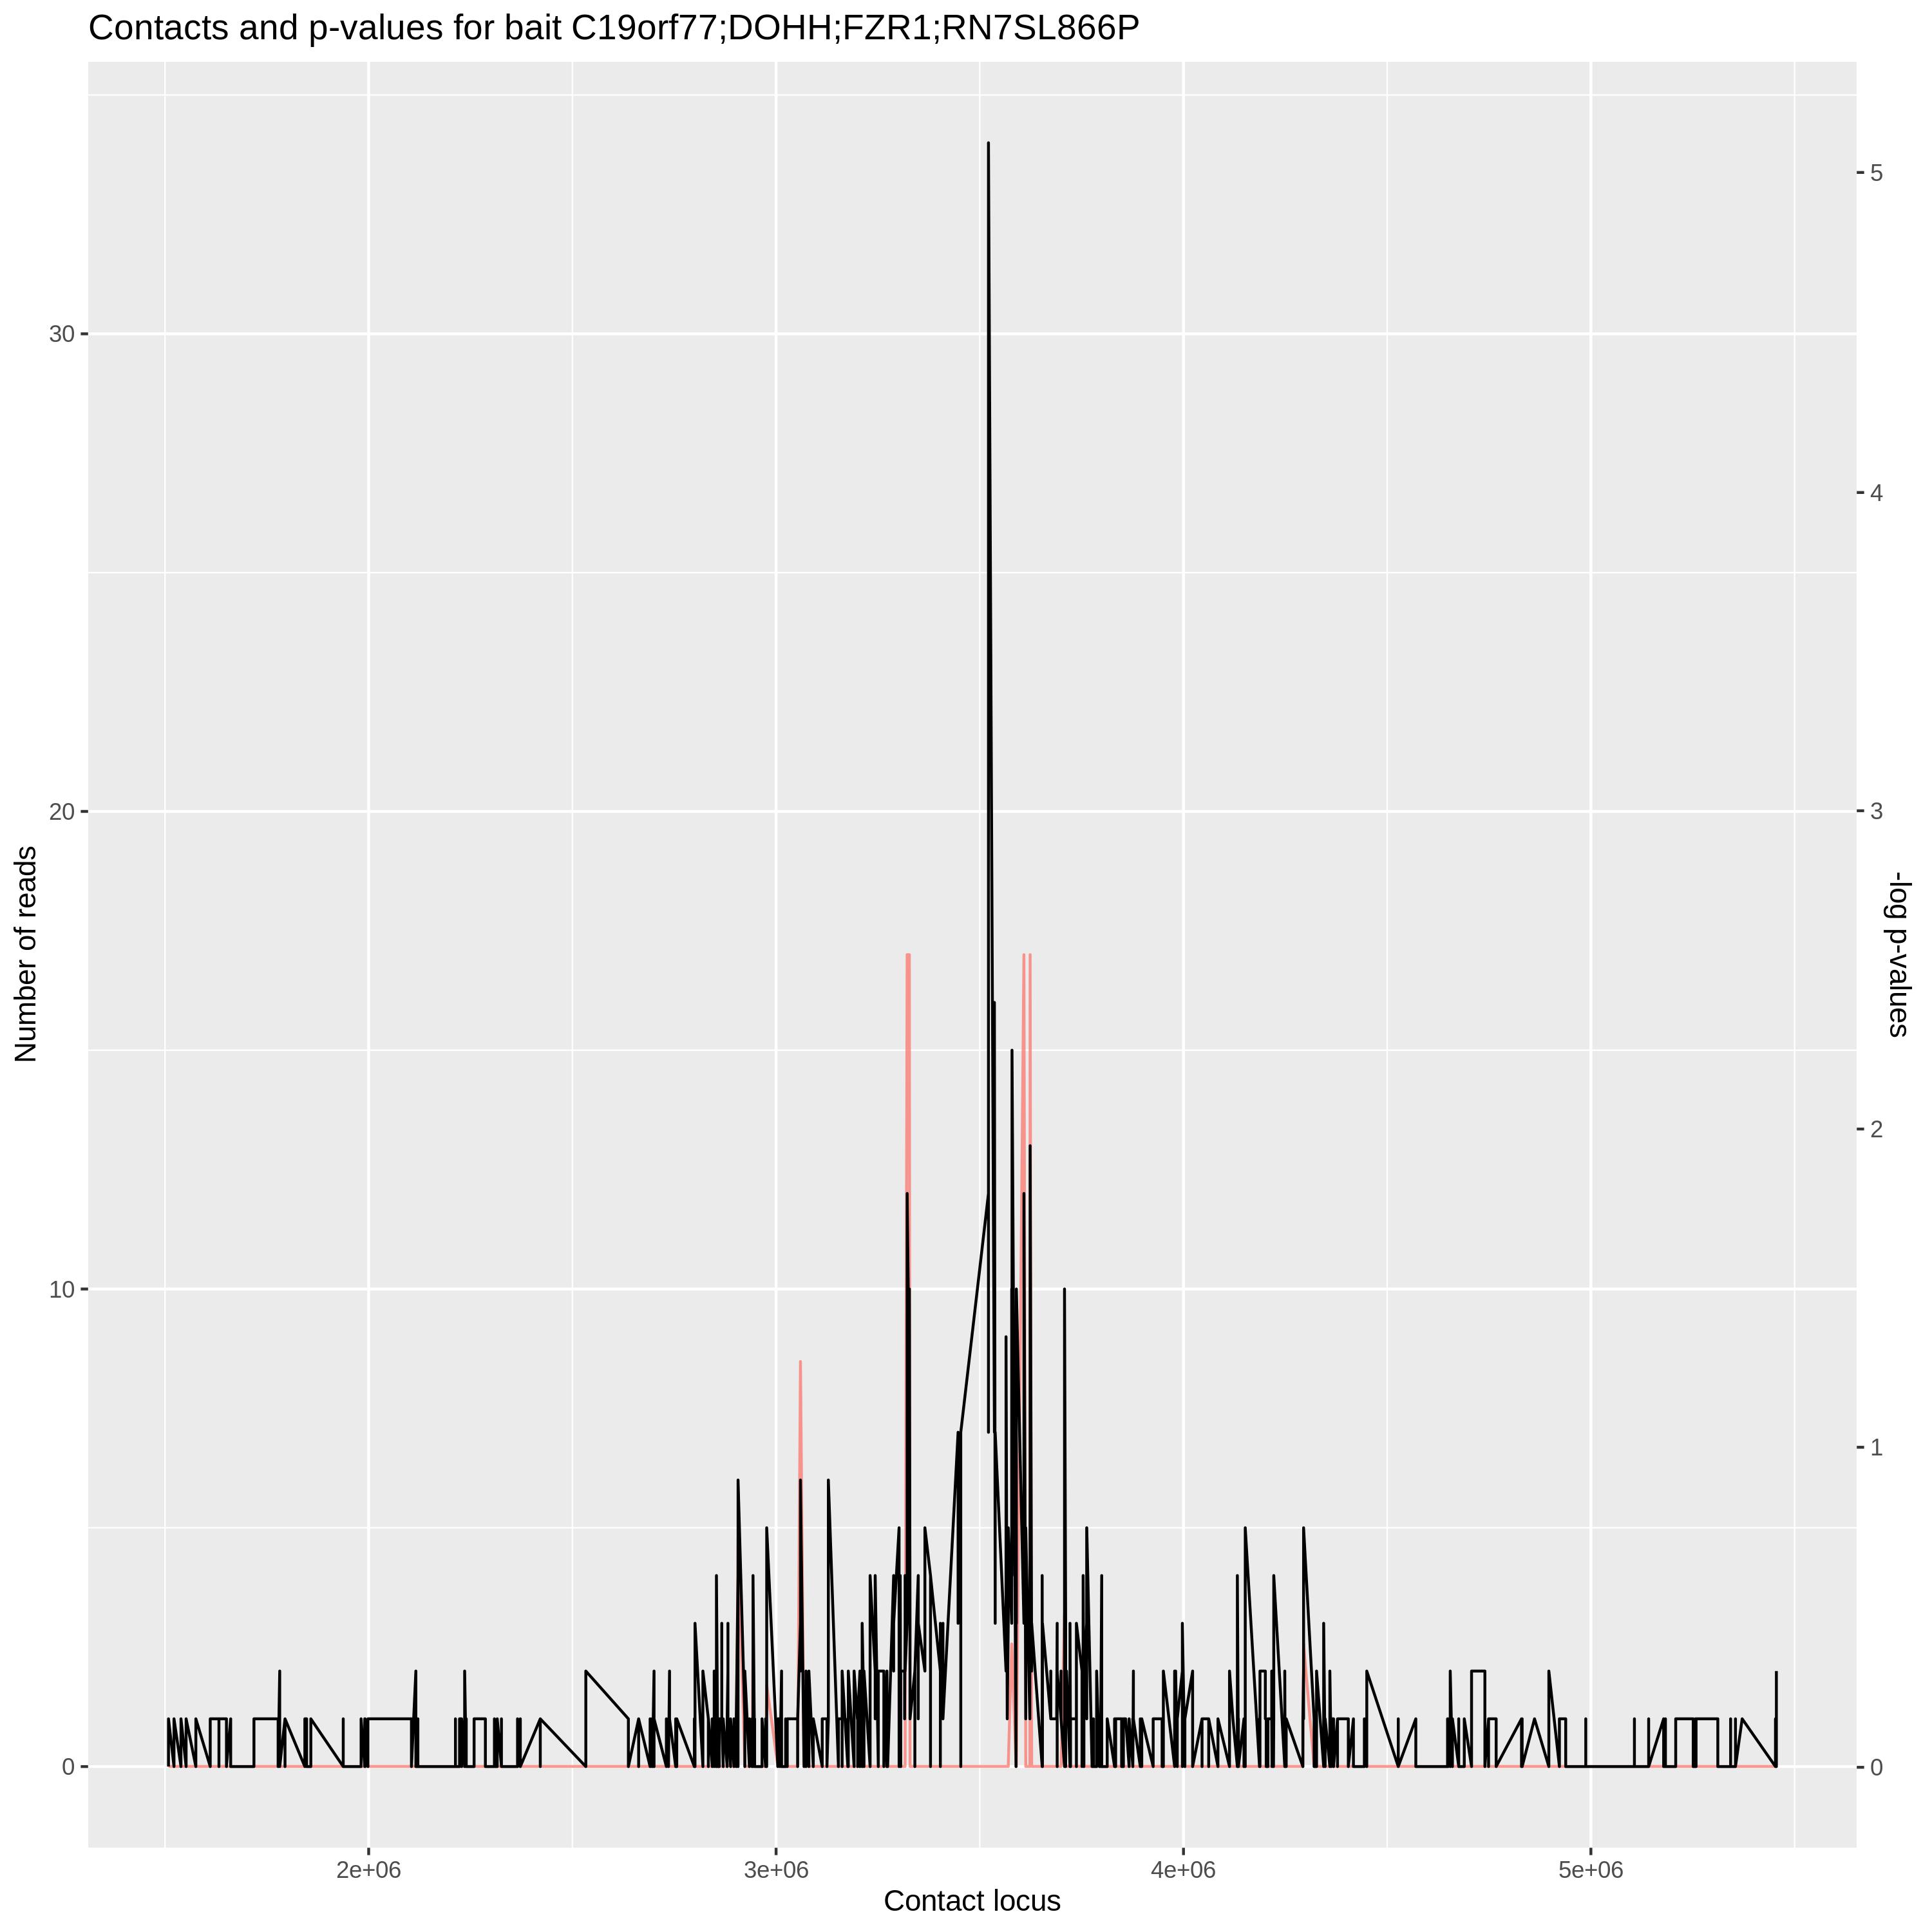 Contacts and p-values for bait C19orf77;DOHH;FZR1;RN7SL866P
30
20
10
0
Number of reads
5
4
3
2
1
0
-log p-values
2e+06
3e+06
4e+06
5e+06
Contact locus